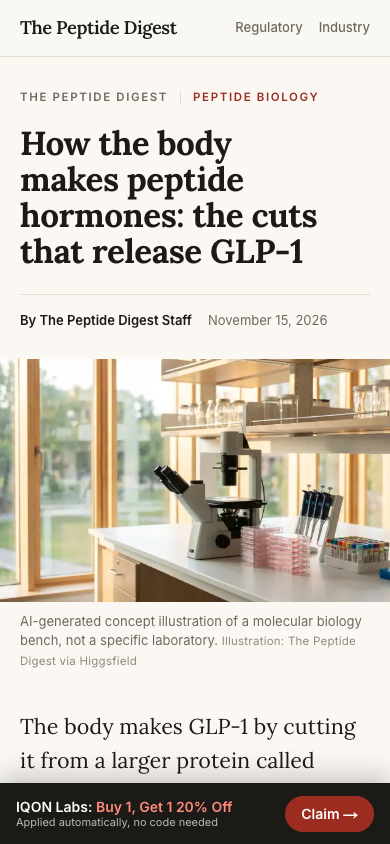 The Peptide Digest
Regulatory Industry
THE PEPTIDE DIGEST | PEPTIDE BIOLOGY
How the body
makes peptide
hormones: the cuts
that release GLP-1
By The Peptide Digest Staff November 15, 2026
AI-generated concept illustration of a molecular biology
bench, not a specific laboratory. Illustration: The Peptide
Digest via Higgsfield
The body makes GLP-1 by cutting
it from a larger protein called
IQON Labs: Buy 1, Get 1 20% Off
Applied automatically, no code needed
Claim →